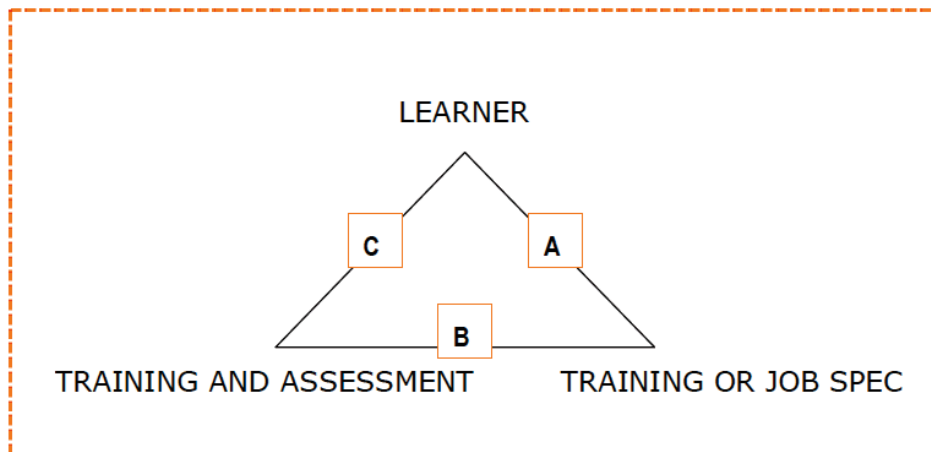 LEARNER
C A
B
TRAINING AND ASSESSMENT TRAINING OR JOB SPEC